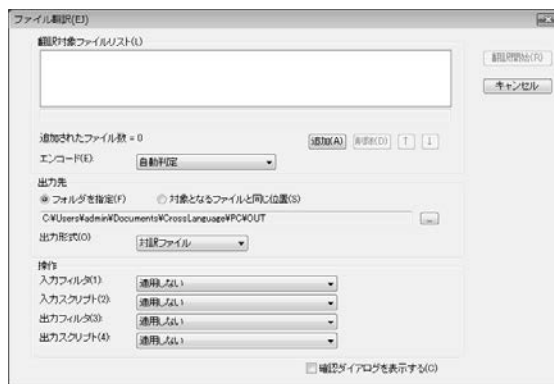 ファイル翻訳(EJ)
翻訳対象ファイルリスト(L)
翻訳開始(R)
キャンセル
追加されたファイル数 = 0
追加(A) 削除(D) ↑ ↓
エンコード(E): 自動判定
出力先
フォルダを指定(F) 対象となるファイルと同じ位置(S)
C:¥Users¥admin¥Documents¥CrossLanguage¥PC¥OUT ...
出力形式(O) 対訳ファイル
操作
入力フィルタ(1): 適用しない
入力スクリプト(2): 適用しない
出力フィルタ(3): 適用しない
出力スクリプト(4): 適用しない
確認ダイアログを表示する(C)